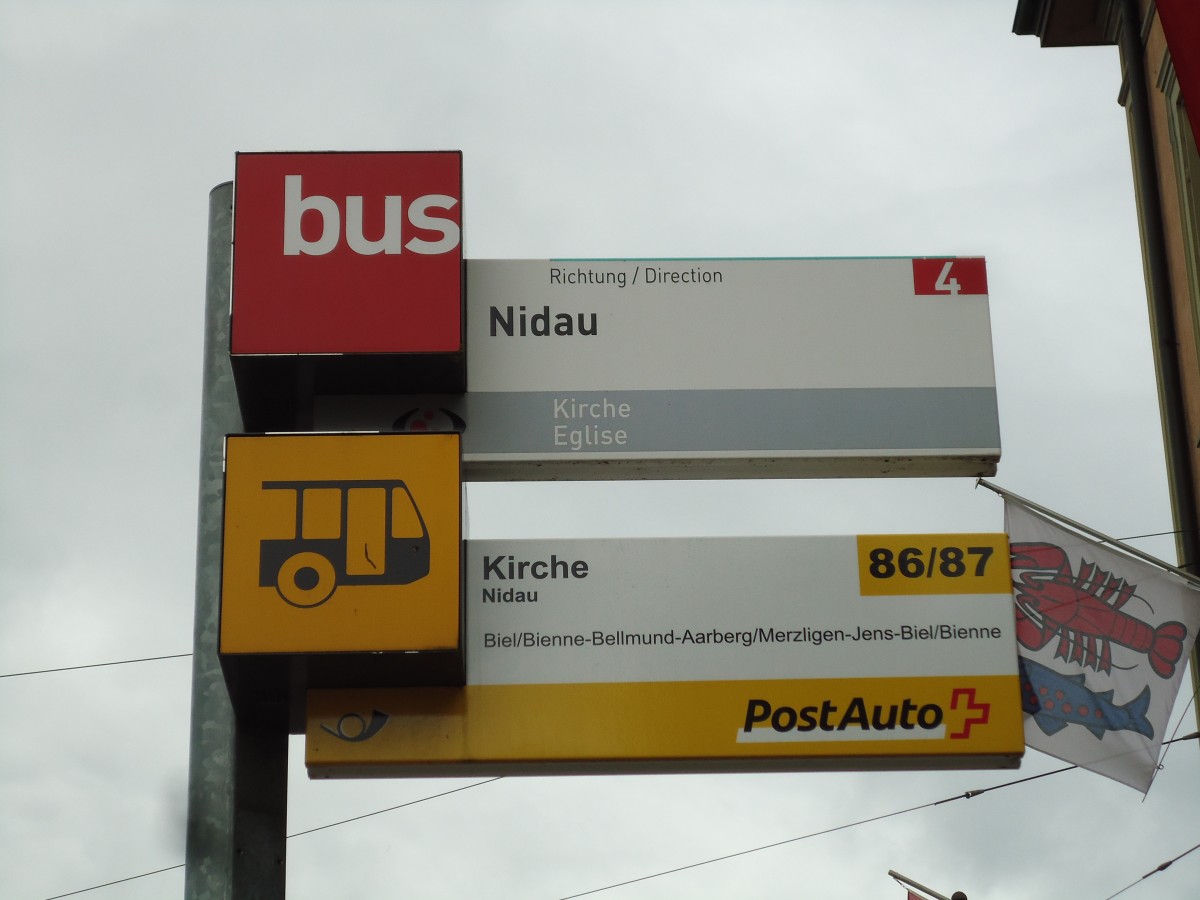 bus
Richtung / Direction
4
Nidau
Kirche
Eglise
Kirche
86/87
Nidau
Biel/Bienne-Bellmund-Aarberg/Merzligen-Jens-Biel/Bienne
PostAuto